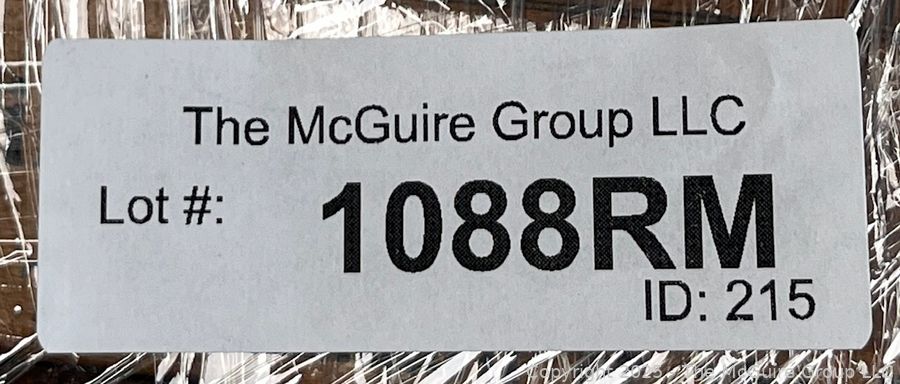 The McGuire Group LLC
Lot #: 1088RM
ID: 215
Copyright 2025 - The McGuire Group LLC